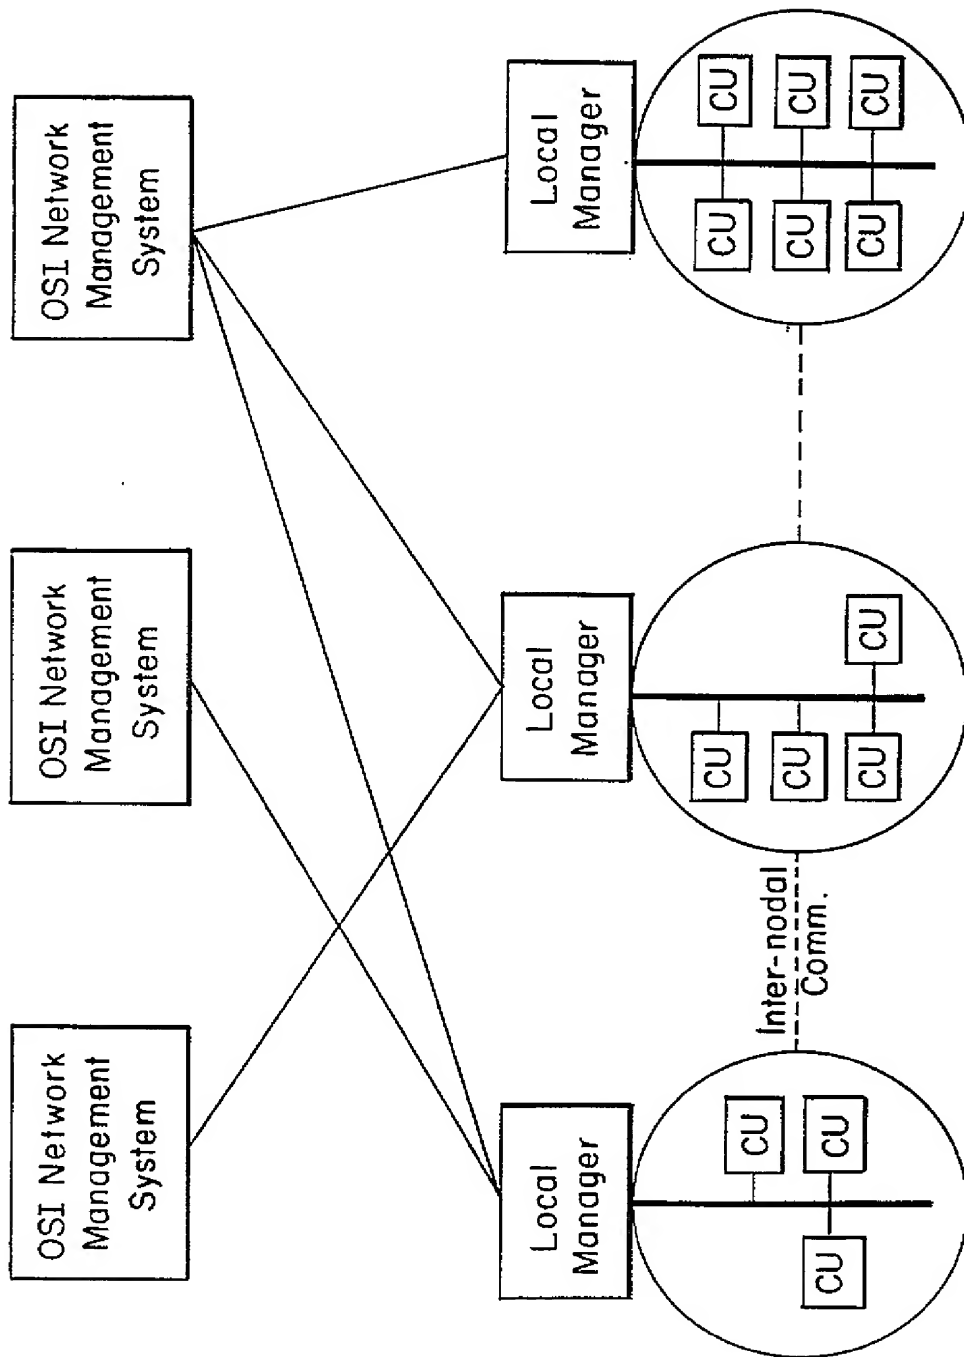 OSI Network
Management
System
OSI Network
Management
System
OSI Network
Management
System
Local
Manager
Local
Manager
Local
Manager
CU
CU
CU
Inter-nodal
Comm.
CU
CU
CU
CU
CU
CU
CU
CU
CU
CU